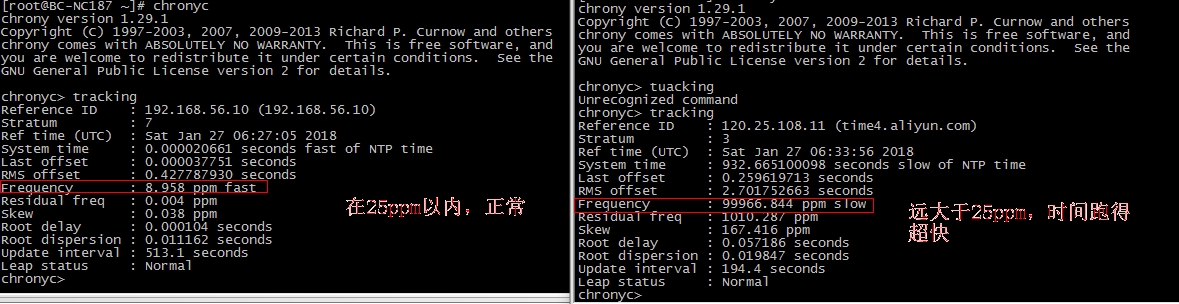 [root@BC-NC187 ~]# chronyc
chrony version 1.29.1
Copyright (C) 1997-2003, 2007, 2009-2013 Richard P. Curnow and others
chrony comes with ABSOLUTELY NO WARRANTY.  This is free software, and
you are welcome to redistribute it under certain conditions.  See the
GNU General Public License version 2 for details.
chronyc> tracking
Reference ID    : 192.168.56.10 (192.168.56.10)
Stratum         : 7
Ref time (UTC)  : Sat Jan 27 06:27:05 2018
System time     : 0.000020661 seconds fast of NTP time
Last offset     : 0.000037751 seconds
RMS offset      : 0.427787930 seconds
Frequency       : 8.958 ppm fast
Residual freq   : 0.004 ppm
Skew            : 0.038 ppm
Root delay      : 0.000104 seconds
Root dispersion : 0.011162 seconds
Update interval : 513.1 seconds
Leap status     : Normal
chronyc>
在25ppm以内，正常
chrony version 1.29.1
Copyright (C) 1997-2003, 2007, 2009-2013 Richard P. Curnow and others
chrony comes with ABSOLUTELY NO WARRANTY.  This is free software, and
you are welcome to redistribute it under certain conditions.  See the
GNU General Public License version 2 for details.
chronyc> tuacking
Unrecognized command
chronyc> tracking
Reference ID    : 120.25.108.11 (time4.aliyun.com)
Stratum         : 3
Ref time (UTC)  : Sat Jan 27 06:33:56 2018
System time     : 932.665100098 seconds slow of NTP time
Last offset     : 0.259619713 seconds
RMS offset      : 2.701752663 seconds
Frequency       : 99966.844 ppm slow
Residual freq   : 1010.287 ppm
Skew            : 167.416 ppm
Root delay      : 0.057186 seconds
Root dispersion : 0.019847 seconds
Update interval : 194.4 seconds
Leap status     : Normal
chronyc>
远大于25ppm，时间跑得
超快